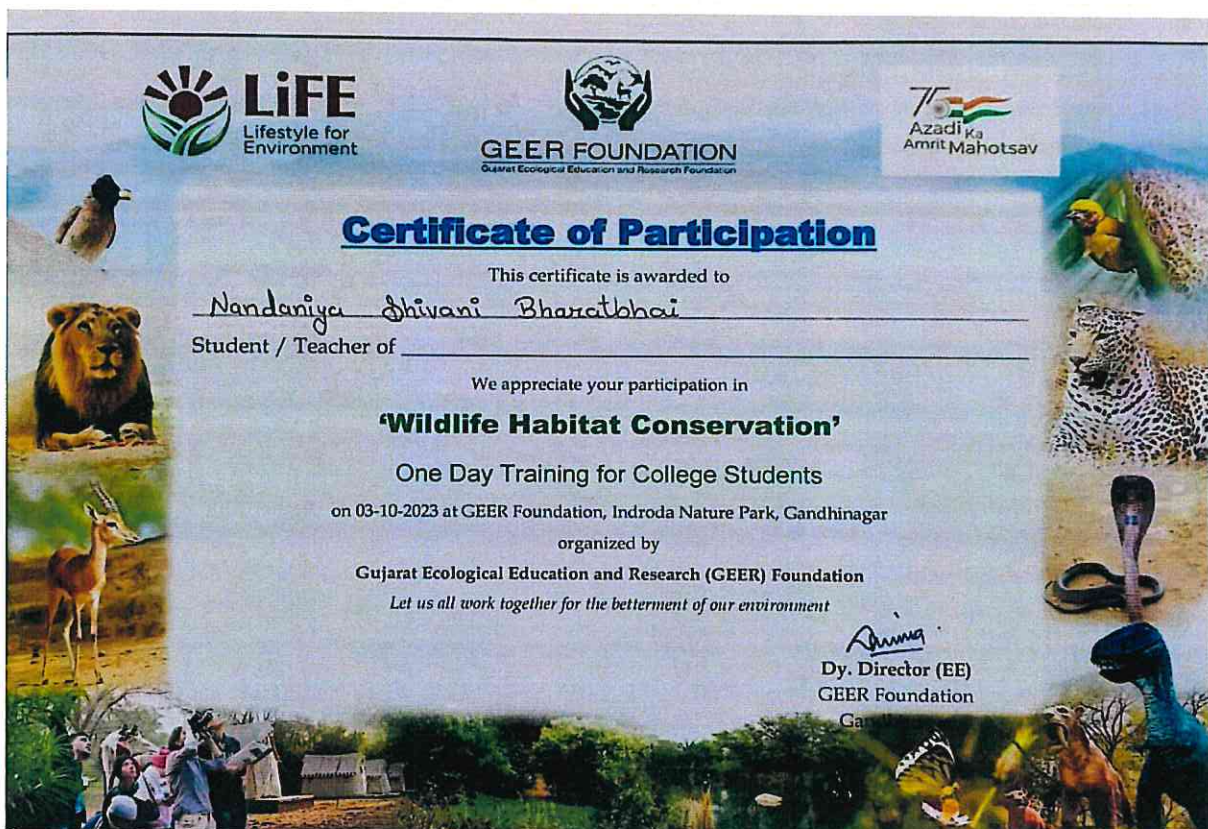 LiFE
Lifestyle for
Environment
GEER FOUNDATION
Gujarat Ecological Education and Research Foundation
75
Azadi Ka
Amrit Mahotsav
Certificate of Participation
This certificate is awarded to
Nandaniya Shivani Bharatbhai
Student / Teacher of
We appreciate your participation in
‘Wildlife Habitat Conservation’
One Day Training for College Students
on 03-10-2023 at GEER Foundation, Indroda Nature Park, Gandhinagar
organized by
Gujarat Ecological Education and Research (GEER) Foundation
Let us all work together for the betterment of our environment
Dy. Director (EE)
GEER Foundation